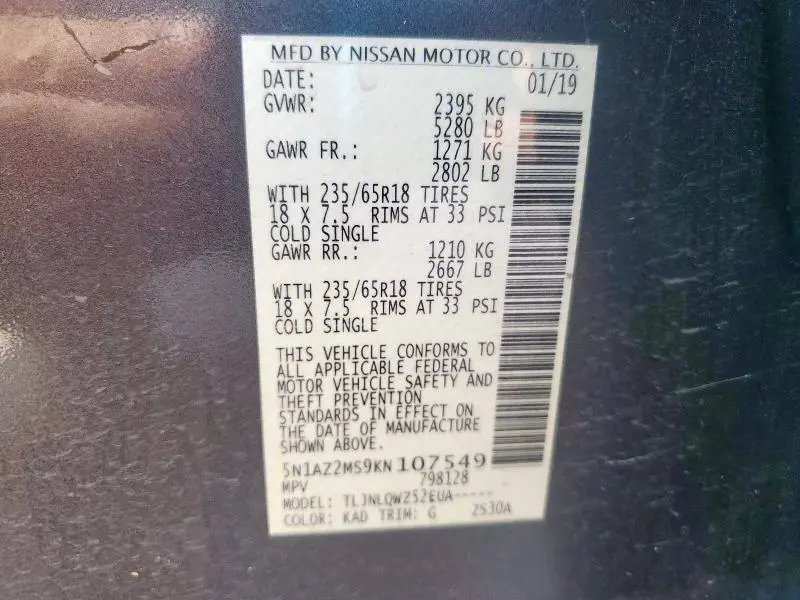 MFD BY NISSAN MOTOR CO., LTD.
DATE: 01/19
GVWR: 2395 KG
5280 LB
GAWR FR.: 1271 KG
2802 LB
WITH 235/65R18 TIRES
18 X 7.5 RIMS AT 33 PSI
COLD SINGLE
GAWR RR.: 1210 KG
2667 LB
WITH 235/65R18 TIRES
18 X 7.5 RIMS AT 33 PSI
COLD SINGLE
THIS VEHICLE CONFORMS TO
ALL APPLICABLE FEDERAL
MOTOR VEHICLE SAFETY AND
THEFT PREVENTION
STANDARDS IN EFFECT ON
THE DATE OF MANUFACTURE
SHOWN ABOVE.
5N1AZ2MS9KN107549
MPV 798128
MODEL: TLJNLQWZ52EUA-----
COLOR: KAD TRIM: G 2S30A